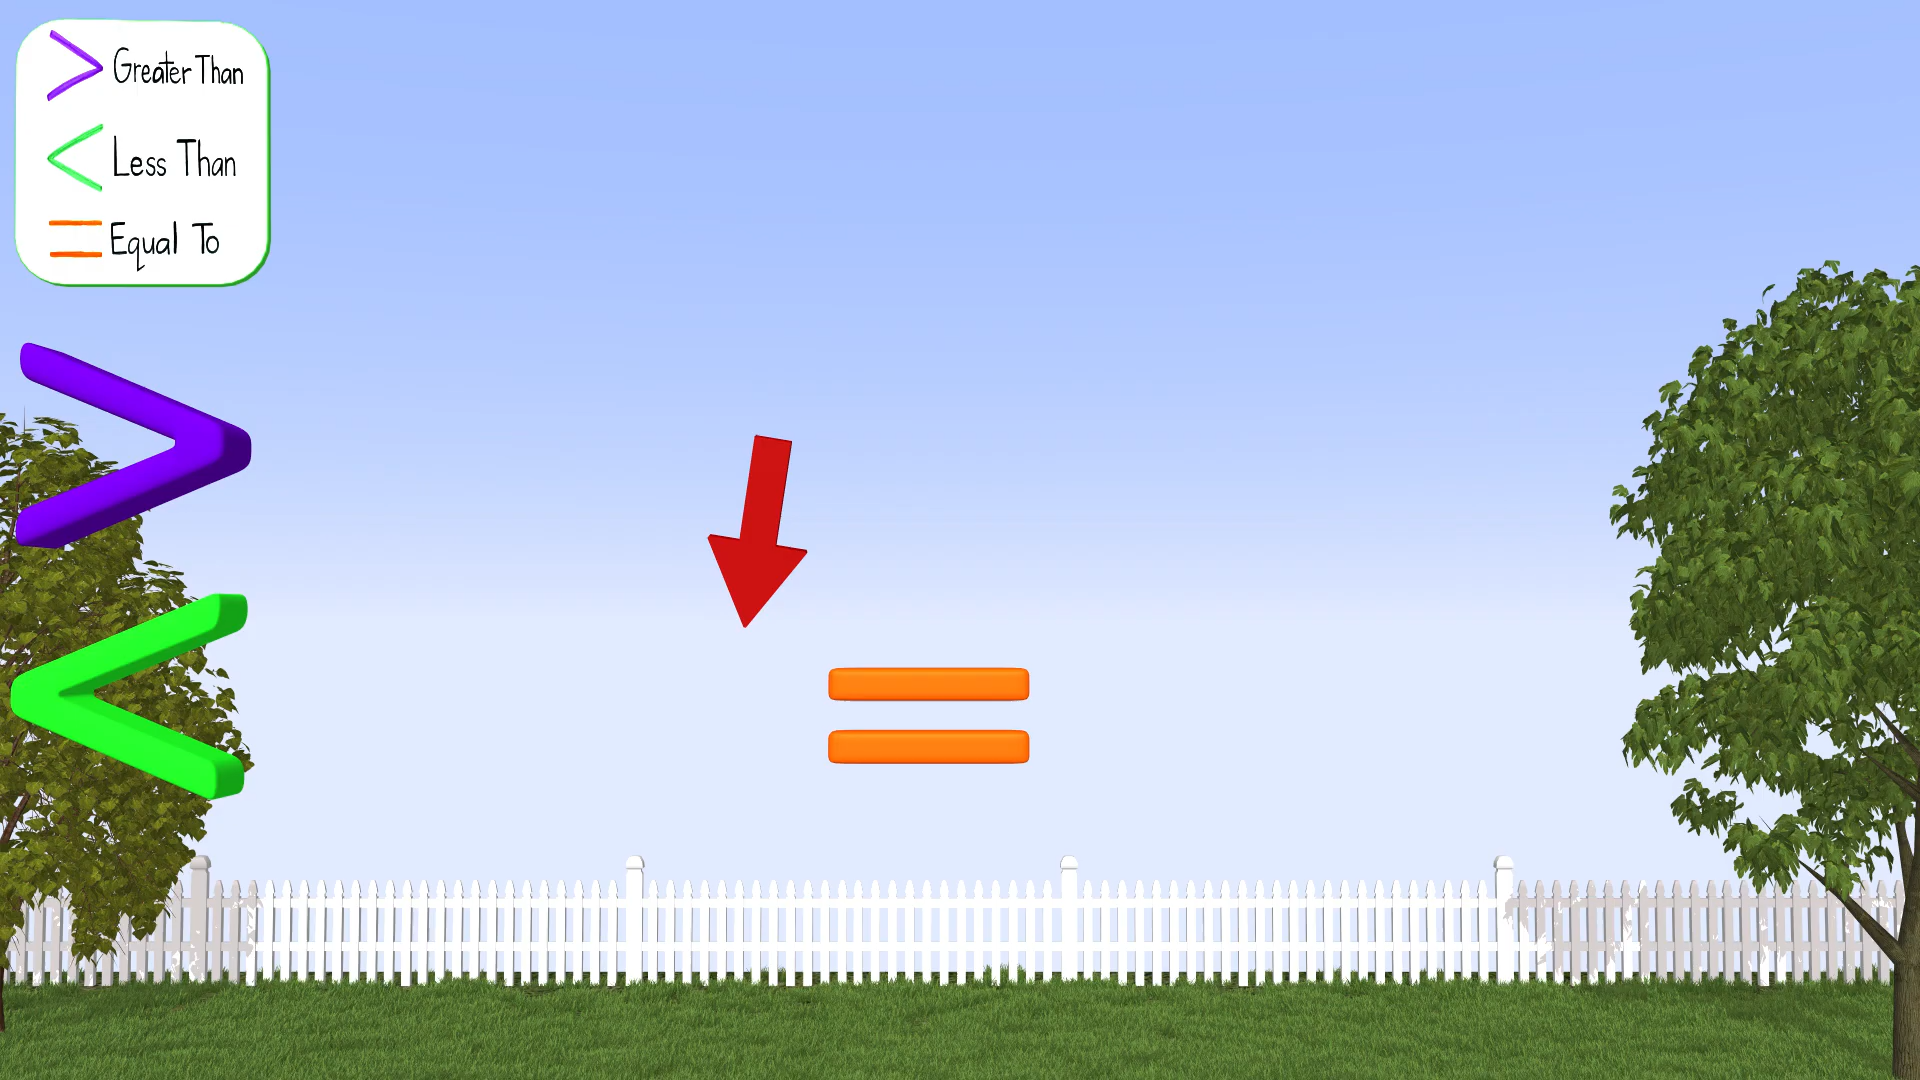 > Greater Than
< Less Than
= Equal To
>
<
=